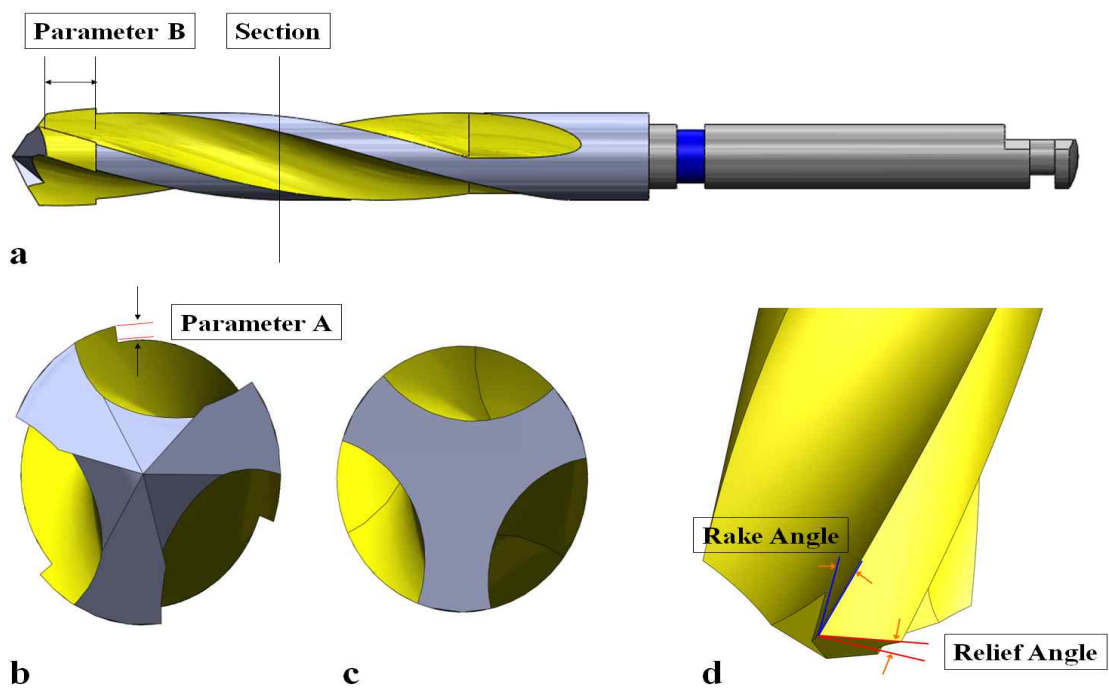 Parameter B
Section
a
Parameter A
Rake Angle
Relief Angle
b
c
d